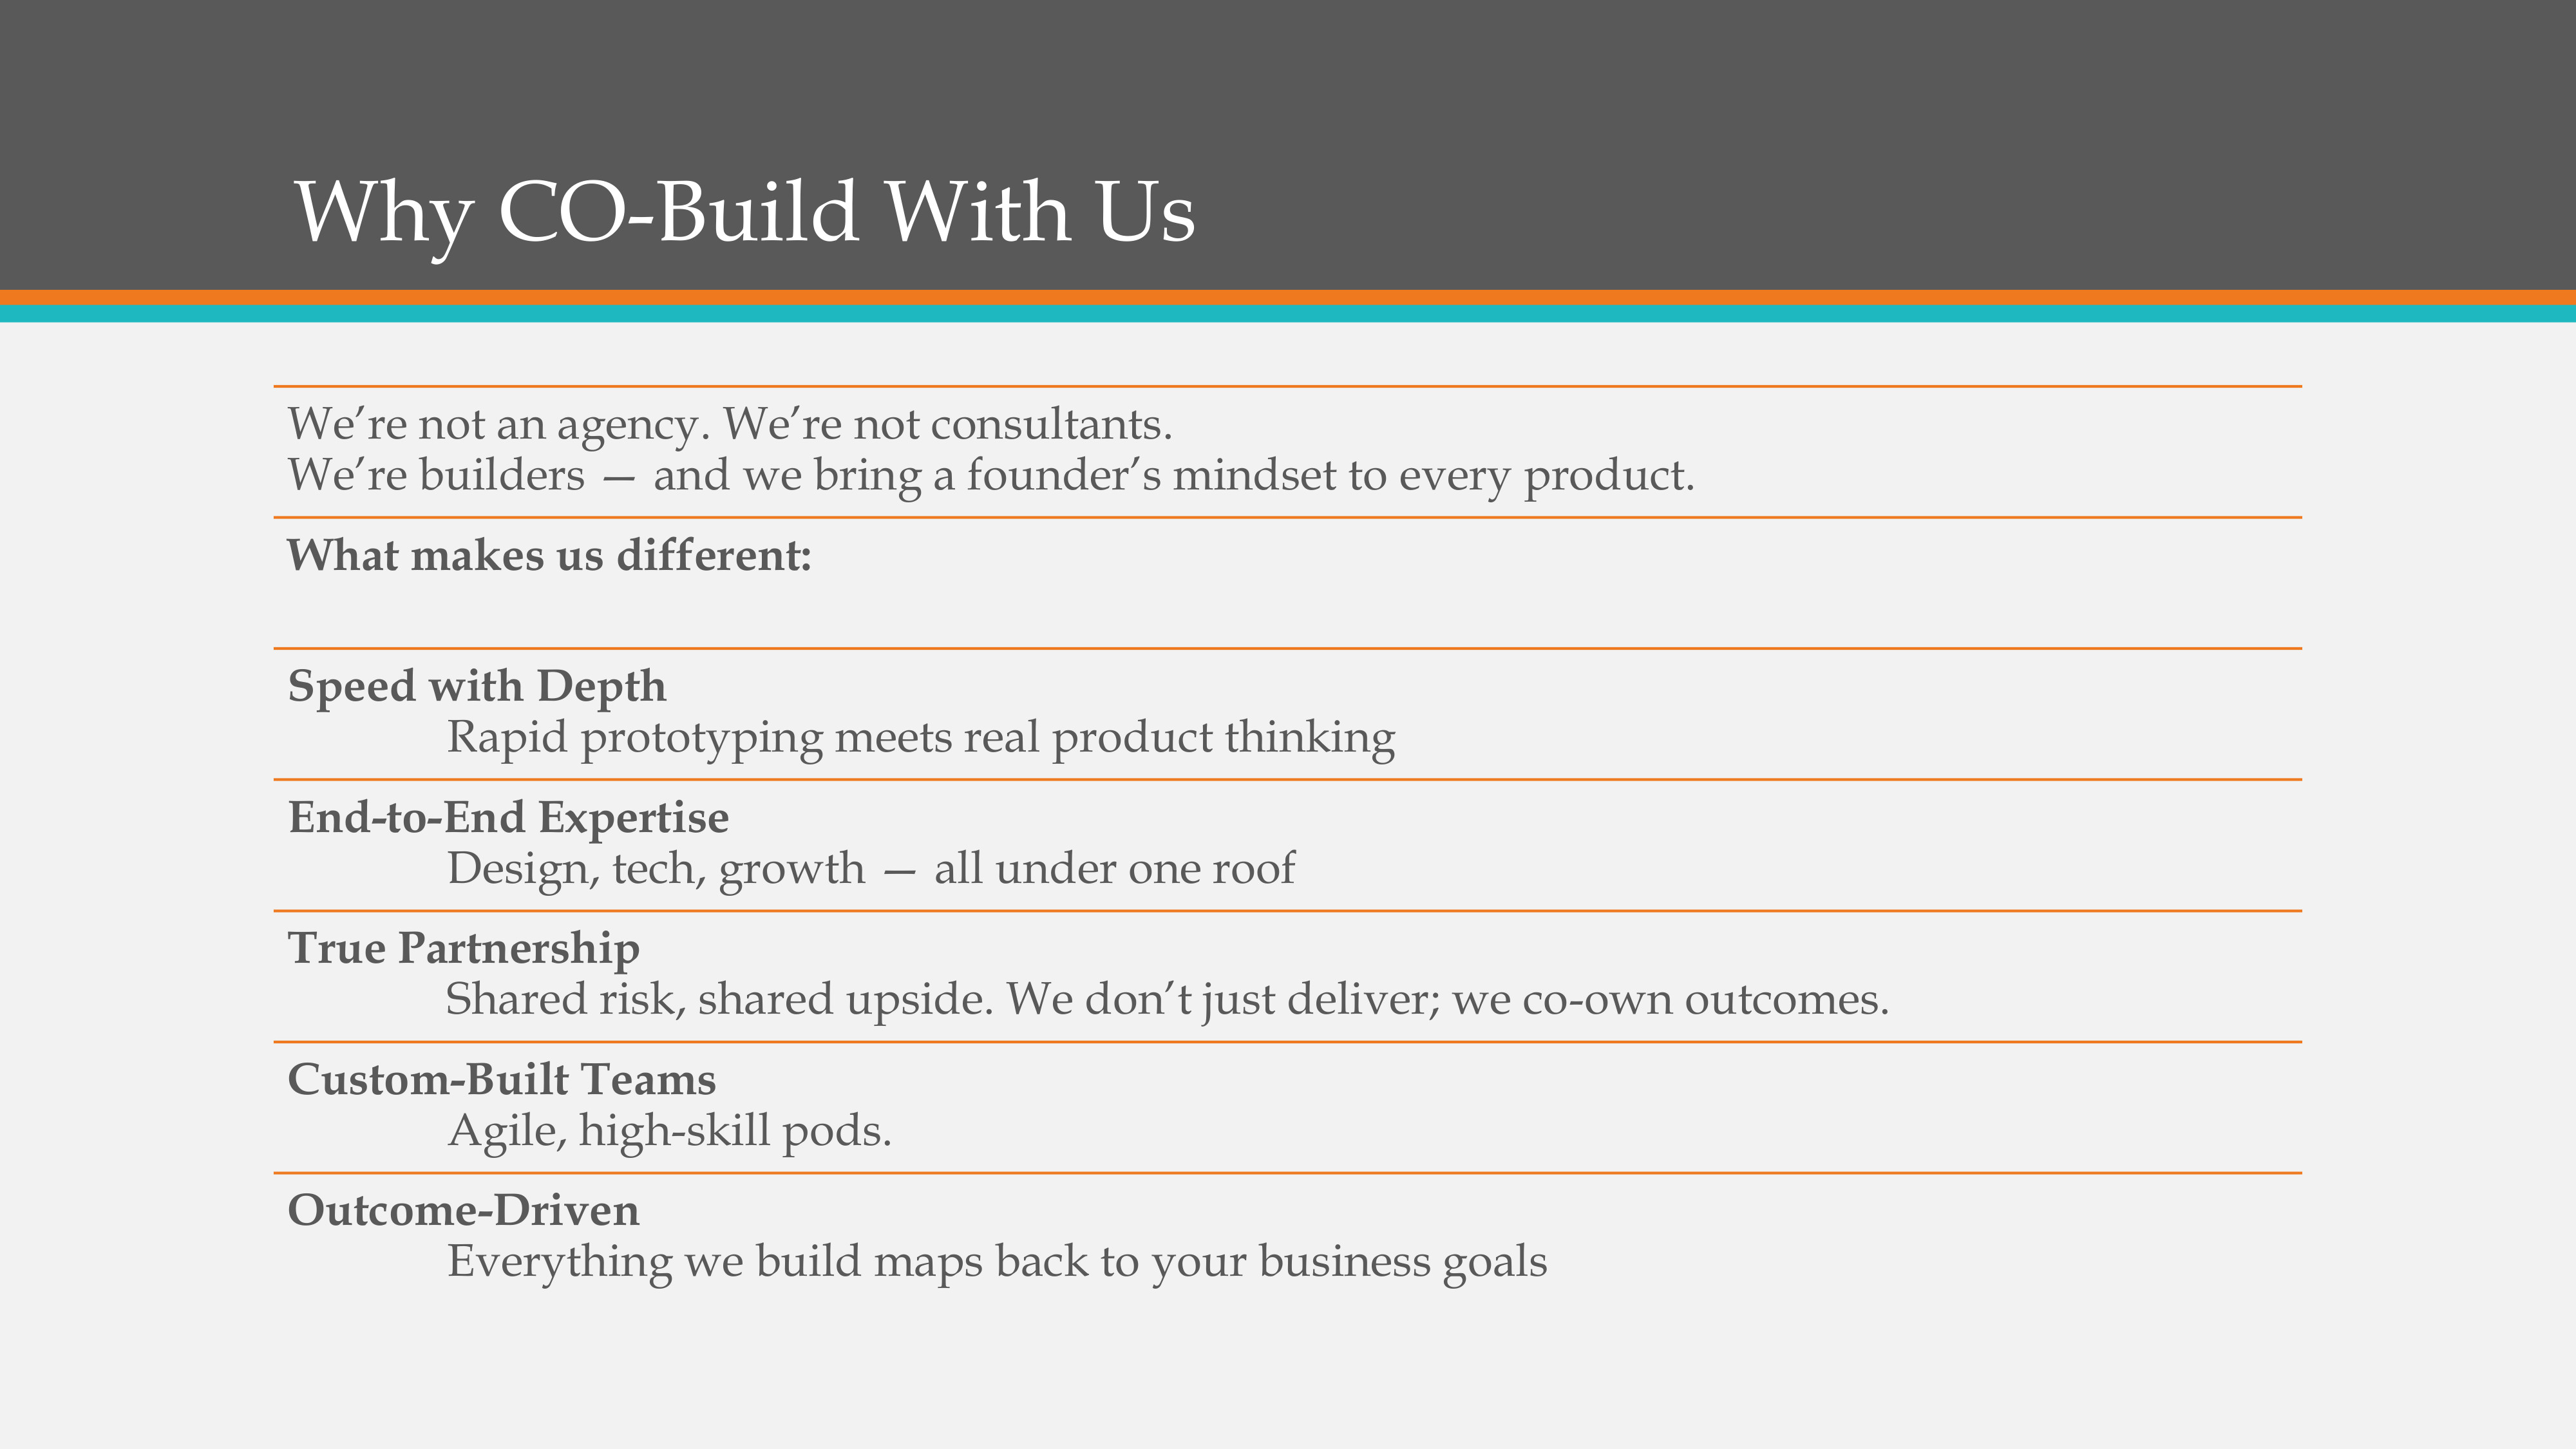 Why CO-Build With Us
We’re not an agency. We’re not consultants.
We’re builders — and we bring a founder’s mindset to every product.
What makes us different:
Speed with Depth
Rapid prototyping meets real product thinking
End-to-End Expertise
Design, tech, growth — all under one roof
True Partnership
Shared risk, shared upside. We don’t just deliver; we co-own outcomes.
Custom-Built Teams
Agile, high-skill pods.
Outcome-Driven
Everything we build maps back to your business goals